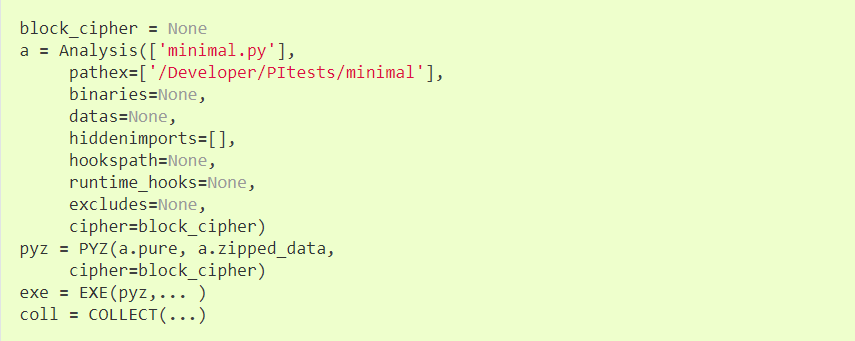 block_cipher = None
a = Analysis(['minimal.py'],
     pathex=['/Developer/PItests/minimal'],
     binaries=None,
     datas=None,
     hiddenimports=[],
     hookspath=None,
     runtime_hooks=None,
     excludes=None,
     cipher=block_cipher)
pyz = PYZ(a.pure, a.zipped_data,
     cipher=block_cipher)
exe = EXE(pyz,... )
coll = COLLECT(...)